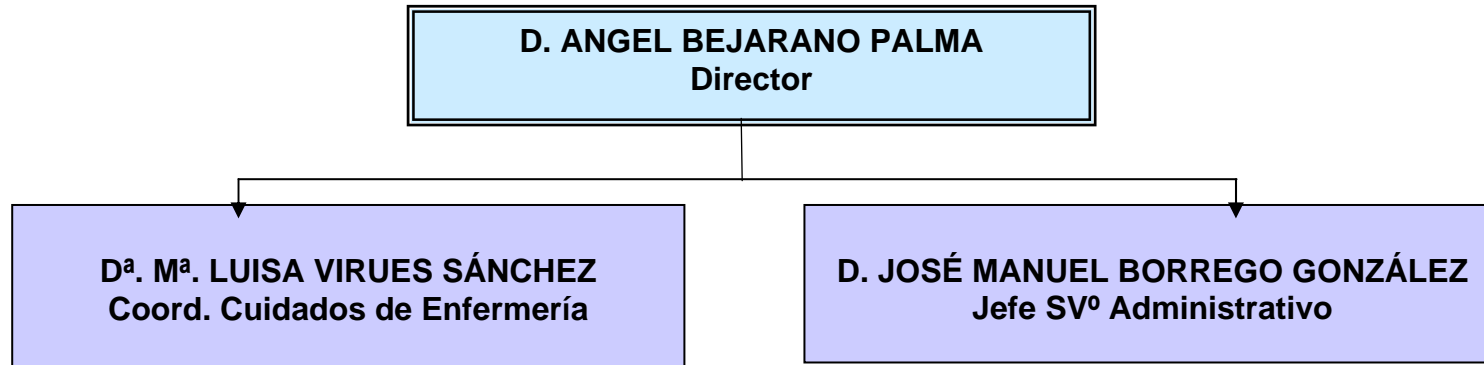 D. ANGEL BEJARANO PALMA
Director
Dª. Mª. LUISA VIRUES SÁNCHEZ
Coord. Cuidados de Enfermería
D. JOSÉ MANUEL BORREGO GONZÁLEZ
Jefe SVº Administrativo